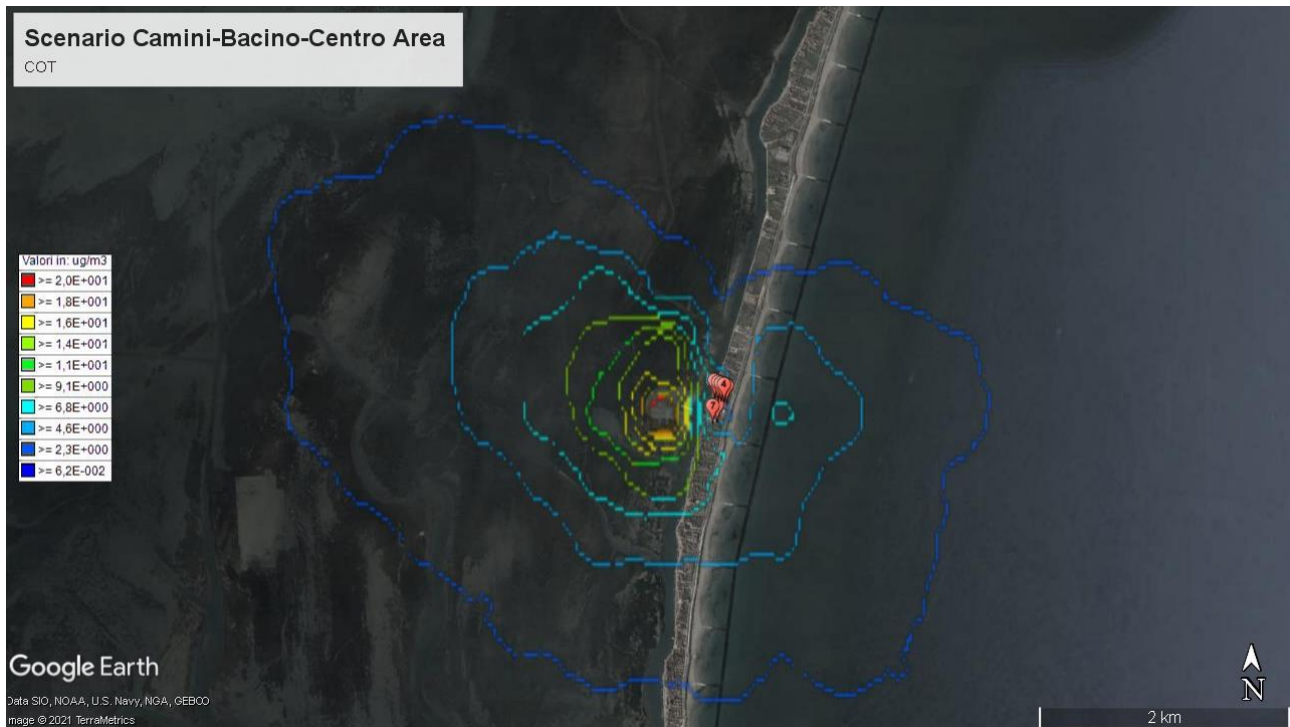 Scenario Camini-Bacino-Centro Area
COT
Valori in: ug/m3
>= 2,0E+001
>= 1,8E+001
>= 1,6E+001
>= 1,4E+001
>= 1,1E+001
>= 9,1E+000
>= 6,8E+000
>= 4,6E+000
>= 2,3E+000
>= 6,2E-002
4
7
Google Earth
Data SIO, NOAA, U.S. Navy, NGA, GEBCO
Image © 2021 TerraMetrics
N
2 km